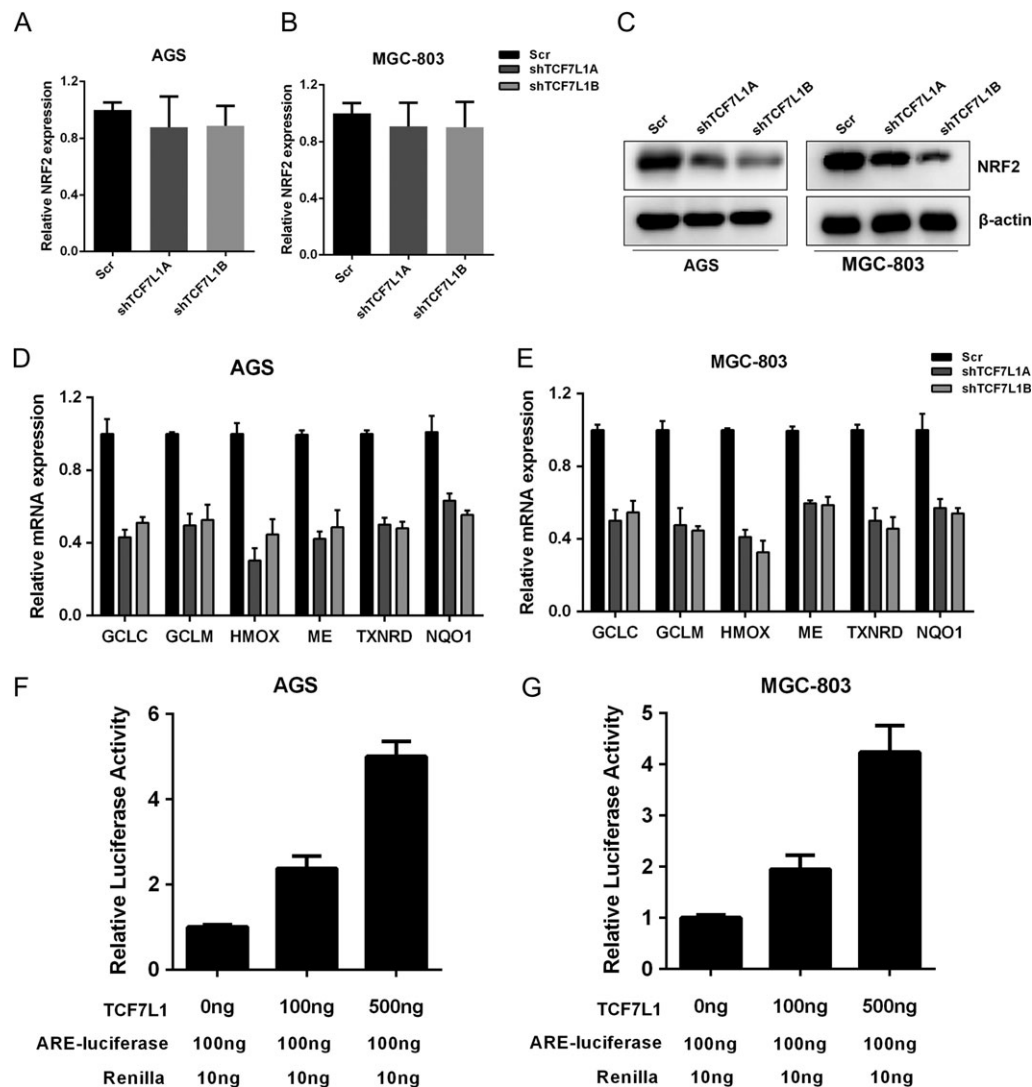 A
AGS
Relative NRF2 expression
1.2
0.8
0.4
0.0
Scr
shTCF7L1A
shTCF7L1B
B
MGC-803
Scr
shTCF7L1A
shTCF7L1B
Relative NRF2 expression
1.2
0.8
0.4
0.0
Scr
shTCF7L1A
shTCF7L1B
C
Scr
shTCF7L1A
shTCF7L1B
Scr
shTCF7L1A
shTCF7L1B
NRF2
β-actin
AGS
MGC-803
D
AGS
Relative mRNA expression
1.2
0.8
0.4
0.0
GCLC GCLM HMOX ME TXNRD NQO1
E
MGC-803
Scr
shTCF7L1A
shTCF7L1B
Relative mRNA expression
1.2
0.8
0.4
0.0
GCLC GCLM HMOX ME TXNRD NQO1
F
AGS
Relative Luciferase Activity
6
4
2
0
TCF7L1 0ng 100ng 500ng
ARE-luciferase 100ng 100ng 100ng
Renilla 10ng 10ng 10ng
G
MGC-803
Relative Luciferase Activity
5
4
3
2
1
0
TCF7L1 0ng 100ng 500ng
ARE-luciferase 100ng 100ng 100ng
Renilla 10ng 10ng 10ng